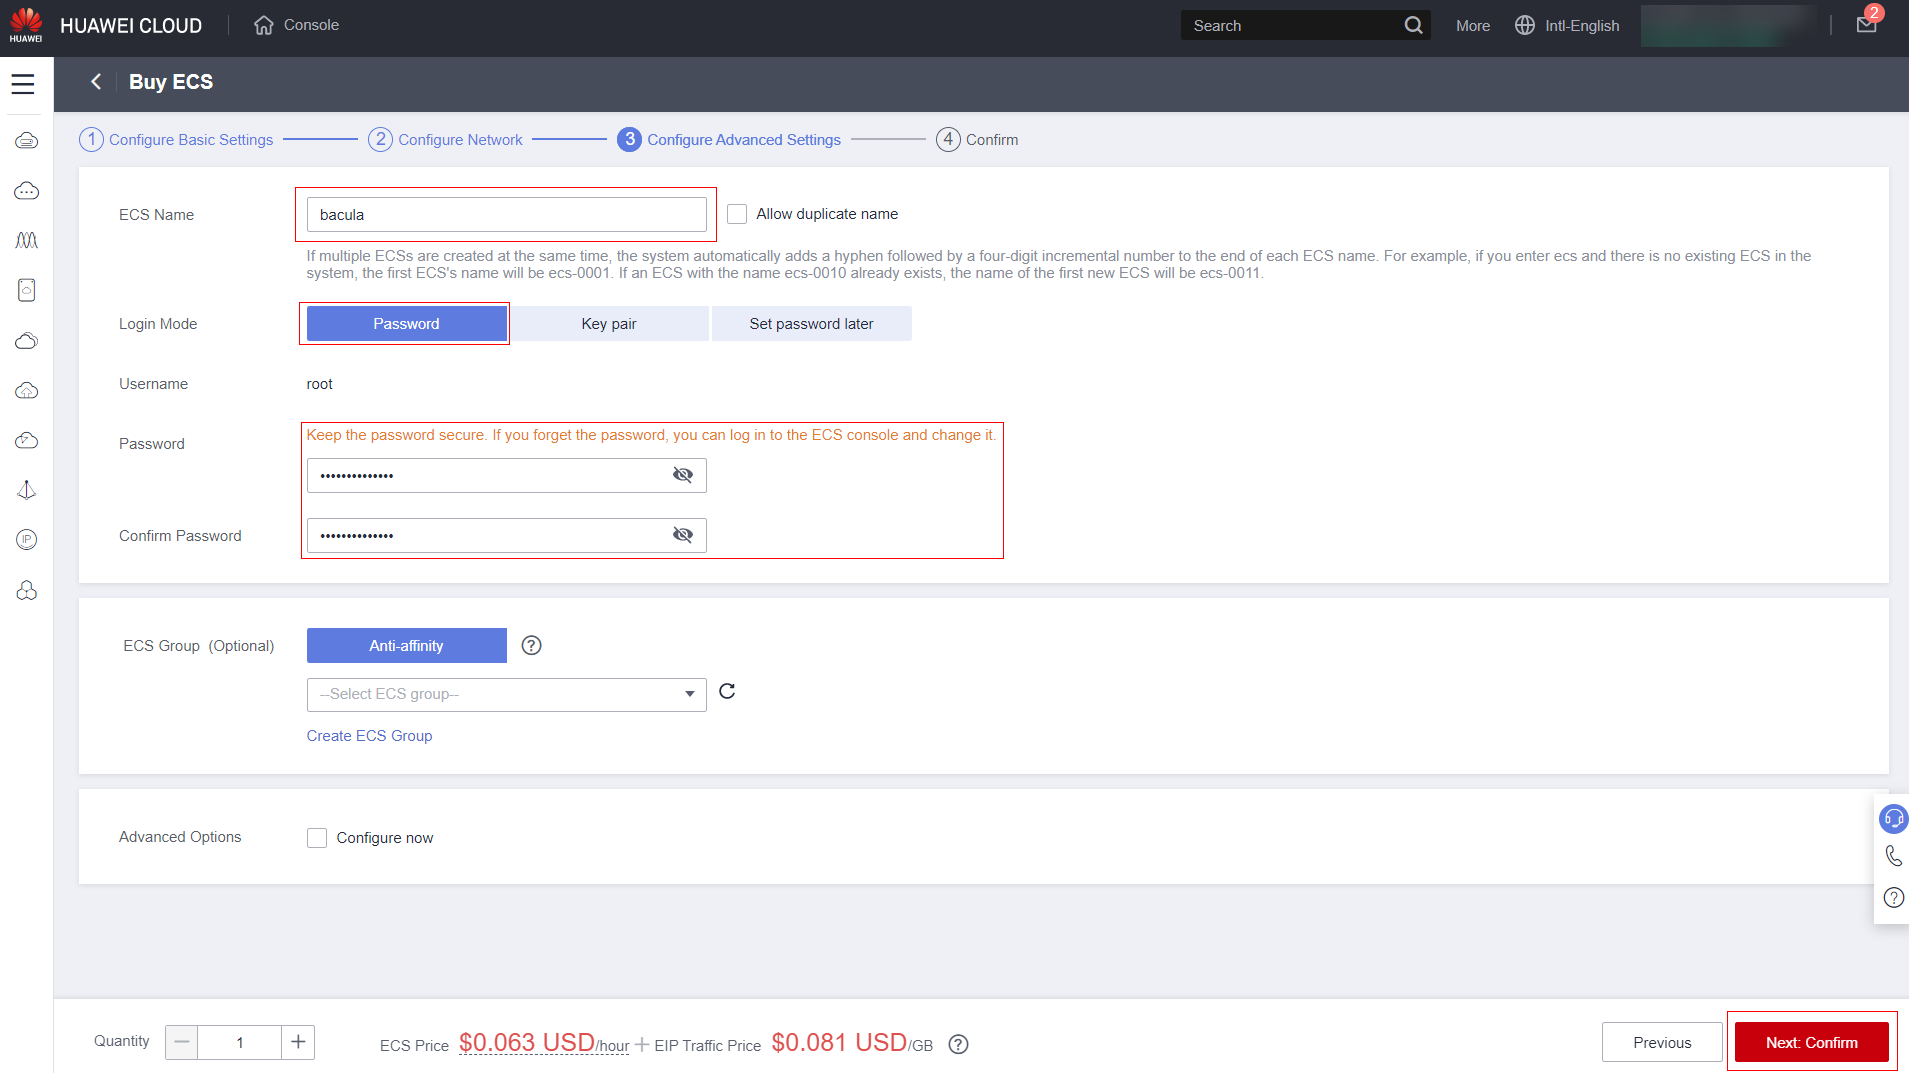 HUAWEI
HUAWEI CLOUD
Console
Search
More
Intl-English
2
Buy ECS
1 Configure Basic Settings
2 Configure Network
3 Configure Advanced Settings
4 Confirm
ECS Name
bacula
Allow duplicate name
If multiple ECSs are created at the same time, the system automatically adds a hyphen followed by a four-digit incremental number to the end of each ECS name. For example, if you enter ecs and there is no existing ECS in the
system, the first ECS's name will be ecs-0001. If an ECS with the name ecs-0010 already exists, the name of the first new ECS will be ecs-0011.
Login Mode
Password
Key pair
Set password later
Username
root
Password
Keep the password secure. If you forget the password, you can log in to the ECS console and change it.
••••••••••••••
Confirm Password
••••••••••••••
IP
ECS Group (Optional)
Anti-affinity
?
--Select ECS group--
Create ECS Group
Advanced Options
Configure now
?
Quantity
1
ECS Price $0.063 USD/hour + EIP Traffic Price $0.081 USD/GB ?
Previous
Next: Confirm